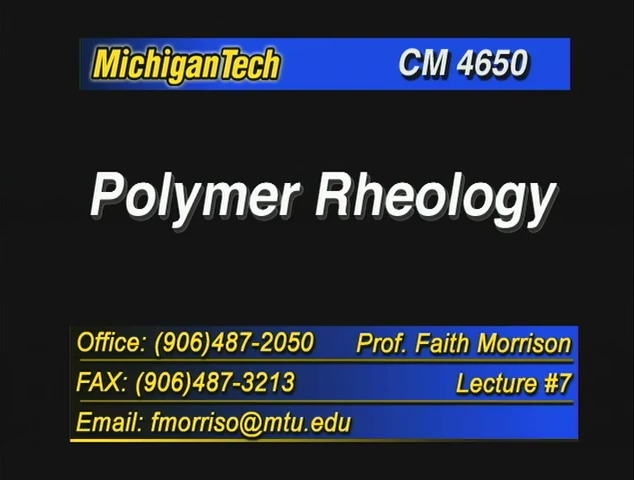 MichiganTech CM 4650
Polymer Rheology
Office: (906)487-2050 Prof. Faith Morrison
FAX: (906)487-3213 Lecture #7
Email: fmorriso@mtu.edu